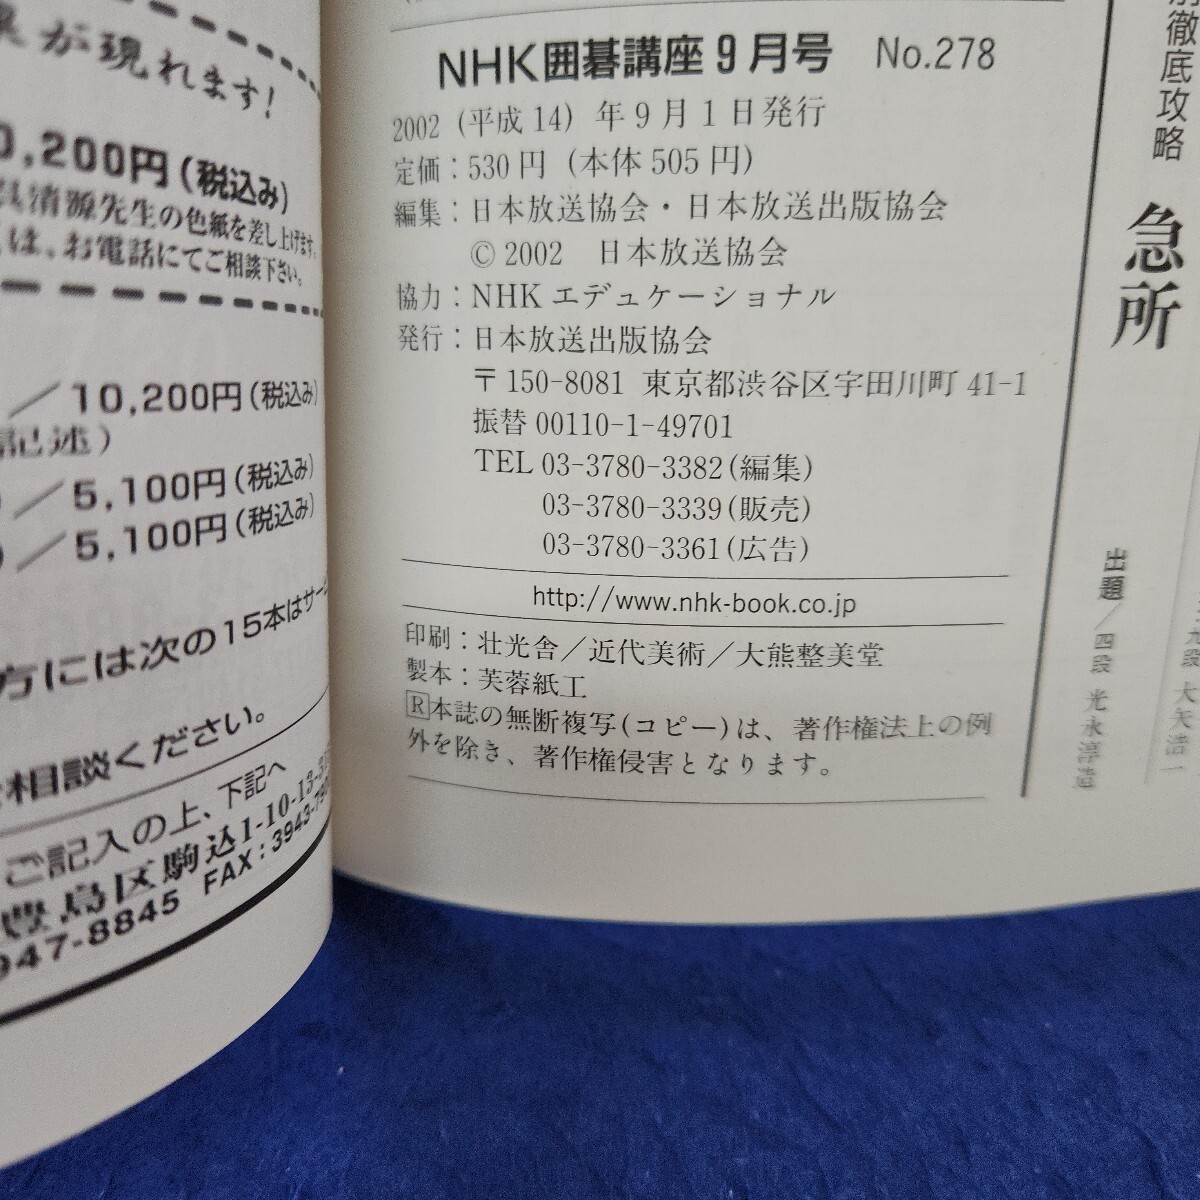 が現れます!
0,200円(税込み)
清源先生の色紙を差し上げます。
は、お電話にてご相談下さい。
／10,200円(税込み)
記述）
／5,100円(税込み)
／5,100円(税込み)
方には次の15本はサー
相談ください。
ご記入の上、下記へ
豊島区駒込1-10-13-3
947-8845 FAX：3943-79
NHK囲碁講座9月号 No.278
2002（平成14）年9月1日発行
定価：530円（本体505円）
編集：日本放送協会・日本放送出版協会
©2002 日本放送協会
協力：NHKエデュケーショナル
発行：日本放送出版協会
〒150-8081 東京都渋谷区宇田川町41-1
振替 00110-1-49701
TEL 03-3780-3382(編集)
03-3780-3339(販売)
03-3780-3361(広告)
http://www.nhk-book.co.jp
印刷：壮光舎／近代美術／大熊整美堂
製本：芙蓉紙工
R本誌の無断複写(コピー)は、著作権法上の例
外を除き、著作権侵害となります。
徹底攻略 急所
出題／四段 光永淳造
段 大矢浩一